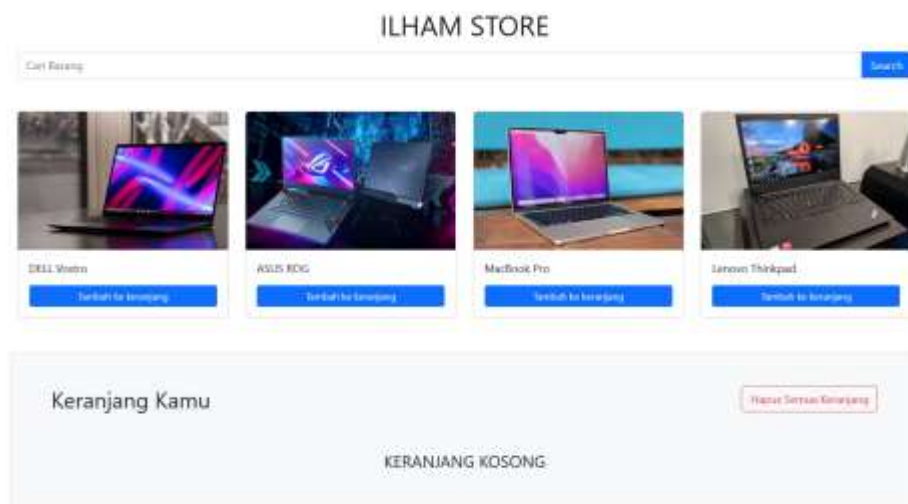 ILHAM STORE
Cari Barang
Search
DELL Vostro
ASUS ROG
MacBook Pro
Lenovo Thinkpad
Tambah ke keranjang
Tambah ke keranjang
Tambah ke keranjang
Tambah ke keranjang
Keranjang Kamu
Hapus Semua Keranjang
KERANJANG KOSONG